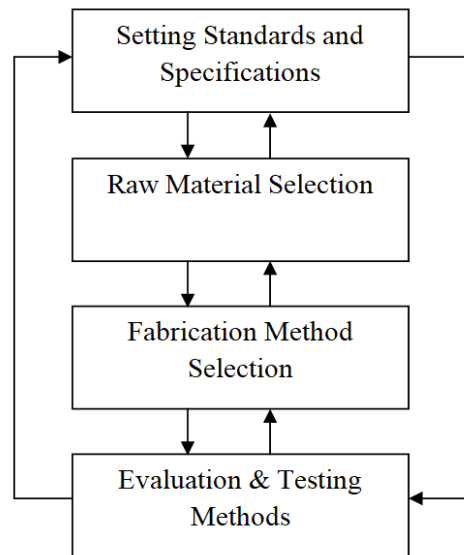 Setting Standards and
Specifications
Raw Material Selection
Fabrication Method
Selection
Evaluation & Testing
Methods